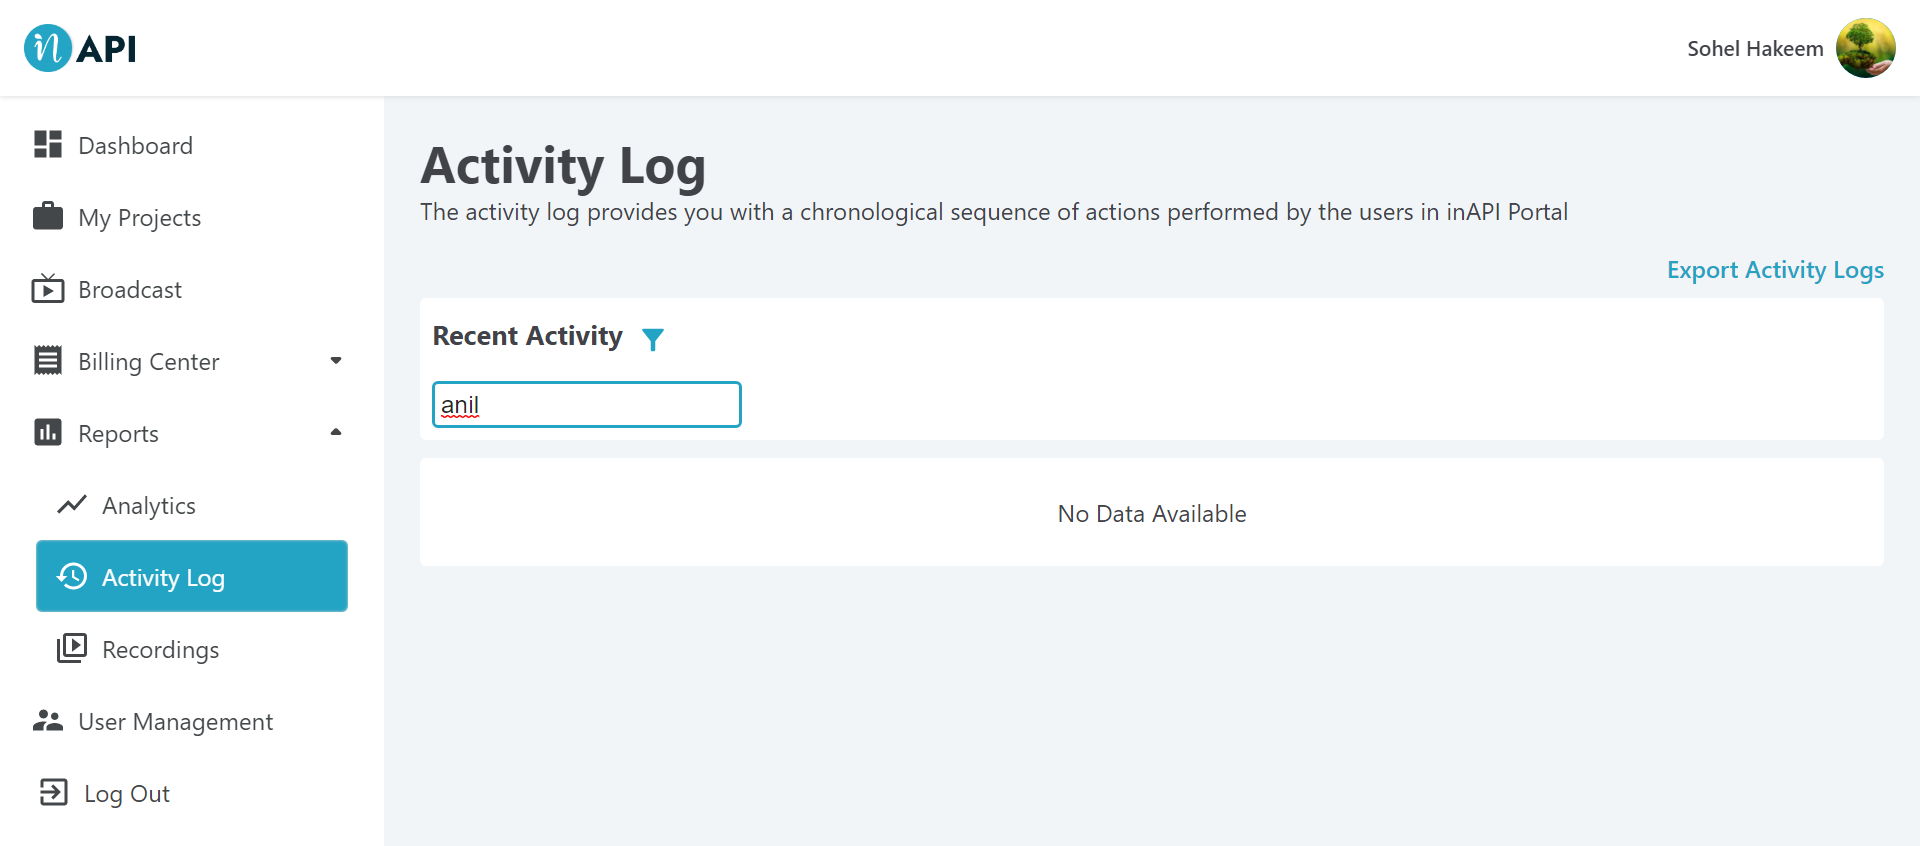 in API
Sohel Hakeem
Dashboard
My Projects
Broadcast
Billing Center
Reports
Analytics
Activity Log
Recordings
User Management
Log Out
Activity Log
The activity log provides you with a chronological sequence of actions performed by the users in inAPI Portal
Export Activity Logs
Recent Activity
anil
No Data Available